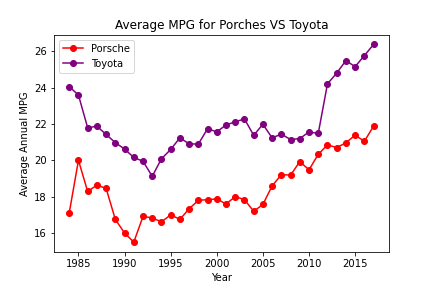 Average MPG for Porches VS Toyota
Porsche
Toyota
Average Annual MPG
26
24
22
20
18
16
1985 1990 1995 2000 2005 2010 2015
Year